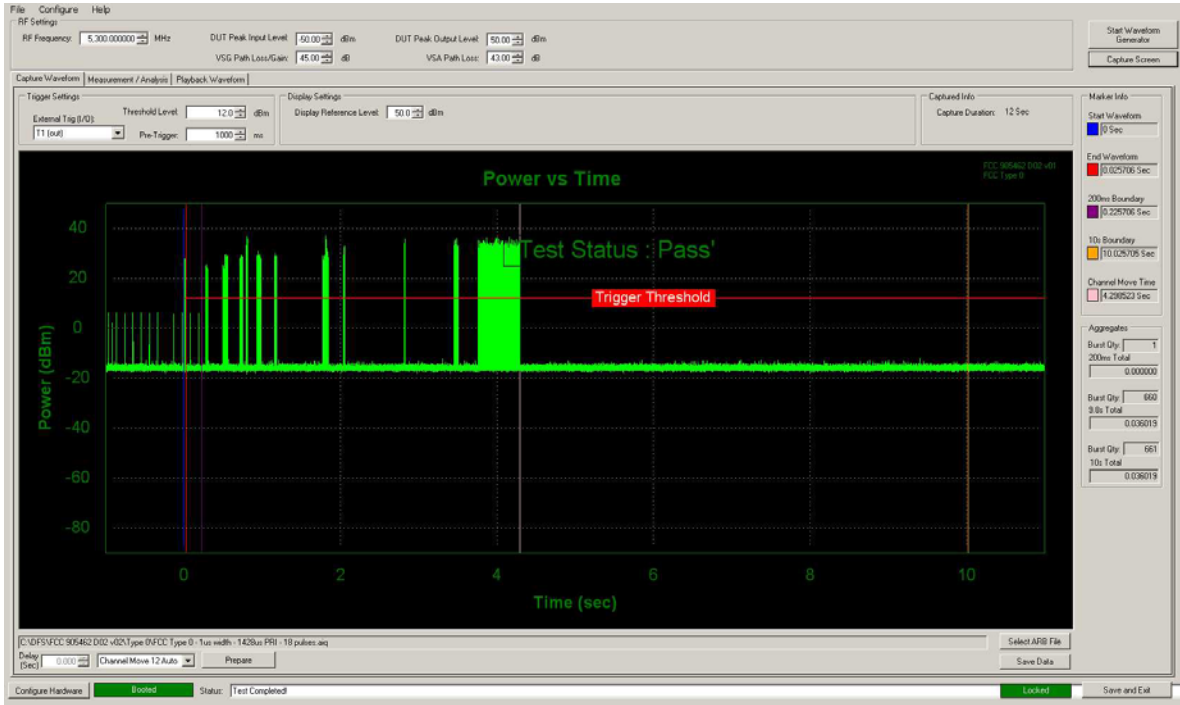 File Configure Help
RF Settings
RF Frequency: 5,300.000000 MHz DUT Peak Input Level: -50.00 dBm DUT Peak Output Level: 50.00 dBm
VSG Path Loss/Gain: 45.00 dB VSA Path Loss: 43.00 dB
Start Waveform
Generator
Capture Screen
Capture Waveform Measurement / Analysis Playback Waveform
Trigger Settings
External Trig (I/O): Threshold Level: 12.0 dBm
T1 (out) Pre-Trigger: 1000 ms
Display Settings
Display Reference Level: 50.0 dBm
Captured Info
Capture Duration: 12 Sec
Marker Info
Start Waveform
0 Sec
End Waveform
0.025706 Sec
200ms Boundary
0.225706 Sec
10s Boundary
10.025705 Sec
Channel Move Time
4.298523 Sec
Aggregates
Burst Qty: 1
200ms Total
0.000000
Burst Qty: 660
9.8s Total
0.036019
Burst Qty: 661
10s Total
0.036019
Power vs Time
FCC 905462 D02 v01
FCC Type 0
'Test Status : Pass'
Trigger Threshold
Power (dBm)
40
20
0
-20
-40
-60
-80
0 2 4 6 8 10
Time (sec)
C:\DFS\FCC 905462 D02 v02\Type 0\FCC Type 0 - 1us width - 1428us PRI - 18 pulses.aiq
Select ARB File
Delay
(Sec) 0.000 Channel Move 12 Auto Prepare
Save Data
Configure Hardware Booted Status: Test Completed! Locked Save and Exit